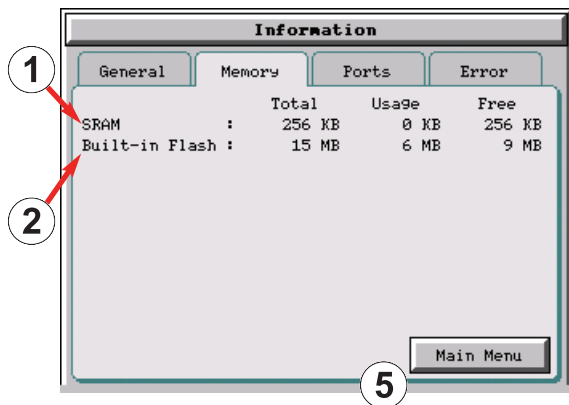 Information
General Memory Ports Error
Total Usage Free
SRAM : 256 KB 0 KB 256 KB
Built-in Flash : 15 MB 6 MB 9 MB
Main Menu
1
2
5